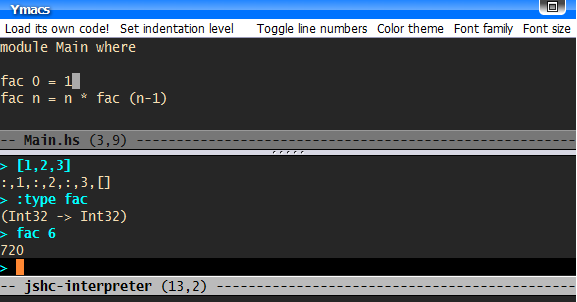 Ymacs
Load its own code! Set indentation level Toggle line numbers Color theme Font family Font size
module Main where
fac 0 = 1
fac n = n * fac (n-1)
-- Main.hs (3,9) --------------------------------------------------------
> [1,2,3]
:,1,:,2,:,3,[]
> :type fac
(Int32 -> Int32)
> fac 6
720
>
-- jshc-interpreter (13,2) ----------------------------------------------